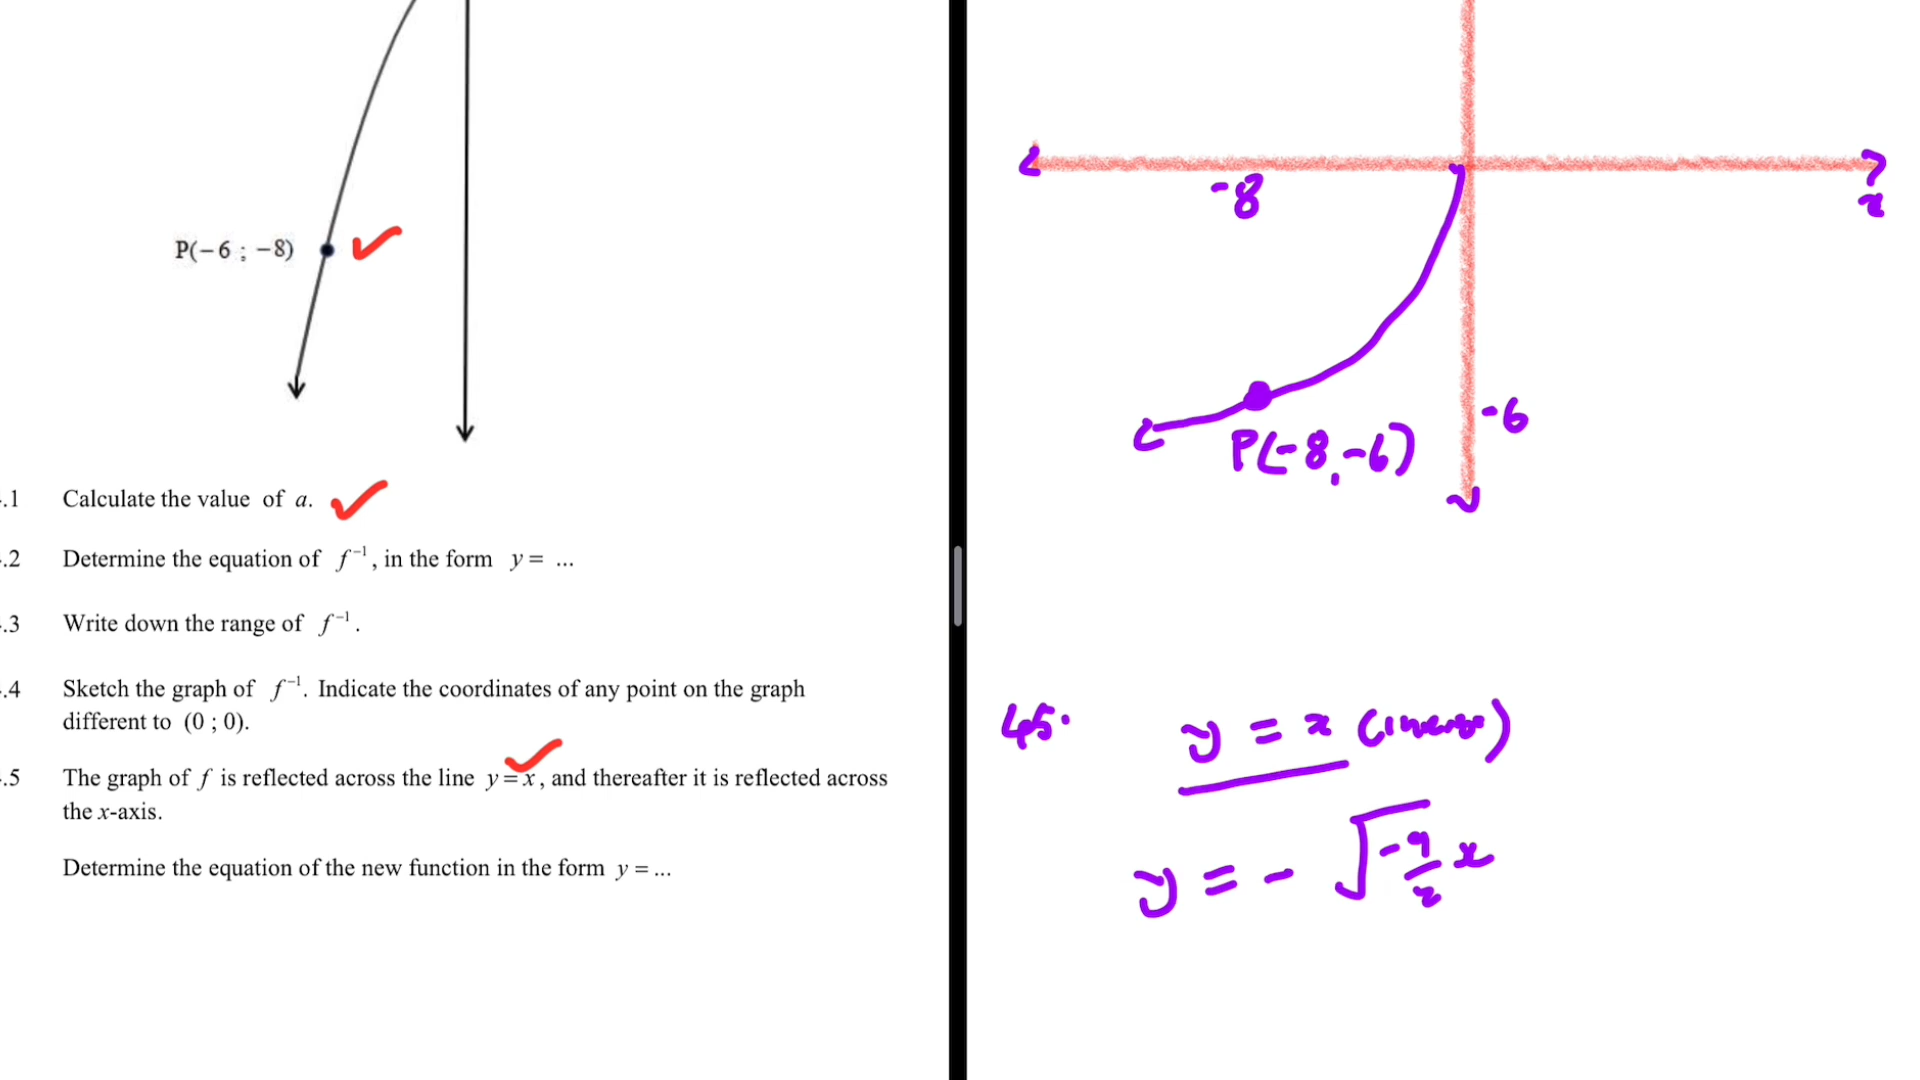 P(−6 ; −8)
.1 Calculate the value of a.
.2 Determine the equation of f⁻¹, in the form y = ...
.3 Write down the range of f⁻¹.
.4 Sketch the graph of f⁻¹. Indicate the coordinates of any point on the graph
different to (0 ; 0).
.5 The graph of f is reflected across the line y = x, and thereafter it is reflected across
the x-axis.
Determine the equation of the new function in the form y = ...
-8
x
-6
P(-8,-6)
45.
y = x
y = - √(-9/2 x)